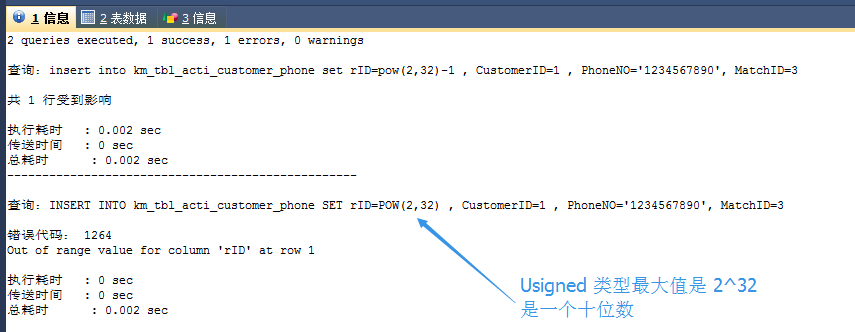 1 信息 2 表数据 3 信息
2 queries executed, 1 success, 1 errors, 0 warnings
查询：insert into km_tbl_acti_customer_phone set rID=pow(2,32)-1 , CustomerID=1 , PhoneNO='1234567890', MatchID=3
共 1 行受到影响
执行耗时 : 0.002 sec
传送时间 : 0 sec
总耗时 : 0.002 sec
--------------------------------------------------
查询：INSERT INTO km_tbl_acti_customer_phone SET rID=POW(2,32) , CustomerID=1 , PhoneNO='1234567890', MatchID=3
错误代码： 1264
Out of range value for column 'rID' at row 1
执行耗时 : 0 sec
传送时间 : 0 sec
总耗时 : 0.002 sec
Usigned 类型最大值是 2^32
是一个十位数